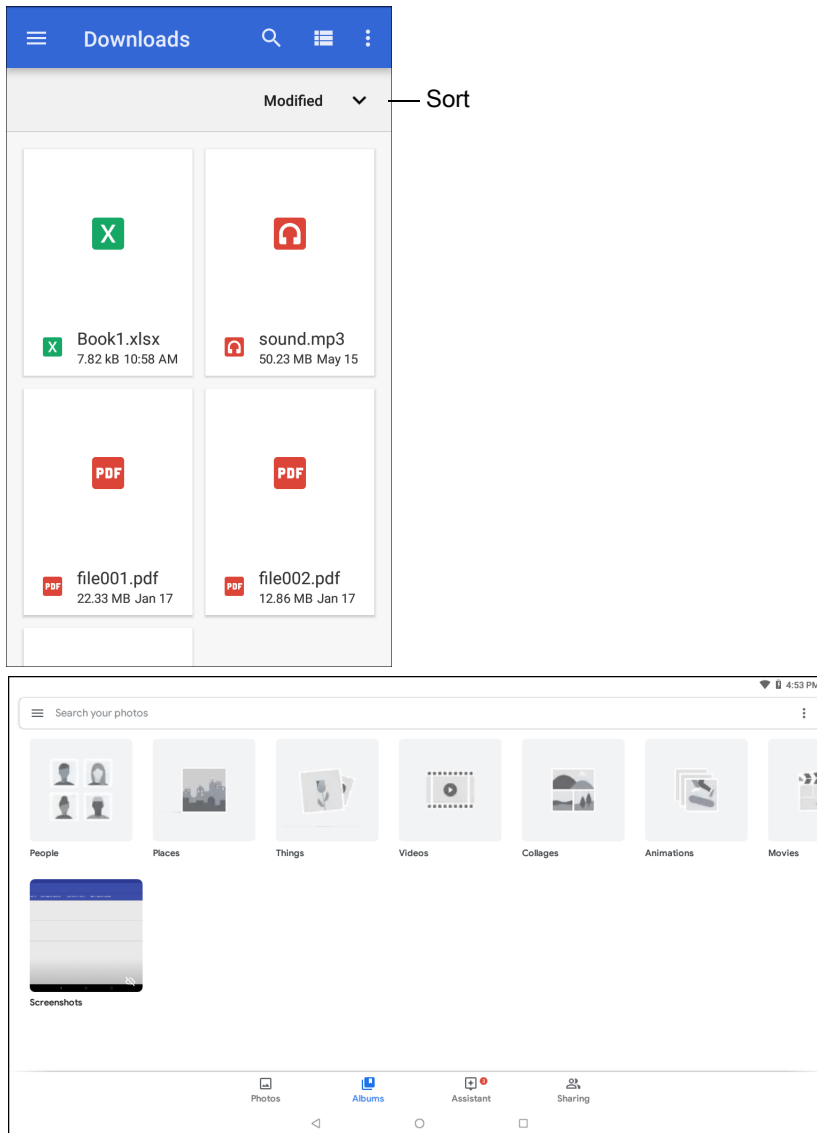 Downloads
Modified
Sort
X
Book1.xlsx
7.82 kB 10:58 AM
sound.mp3
50.23 MB May 15
PDF
PDF
PDF
file001.pdf
22.33 MB Jan 17
PDF
file002.pdf
12.86 MB Jan 17
4:53 PM
Search your photos
People
Places
Things
Videos
Collages
Animations
Movies
Screenshots
Photos
Albums
Assistant
Sharing